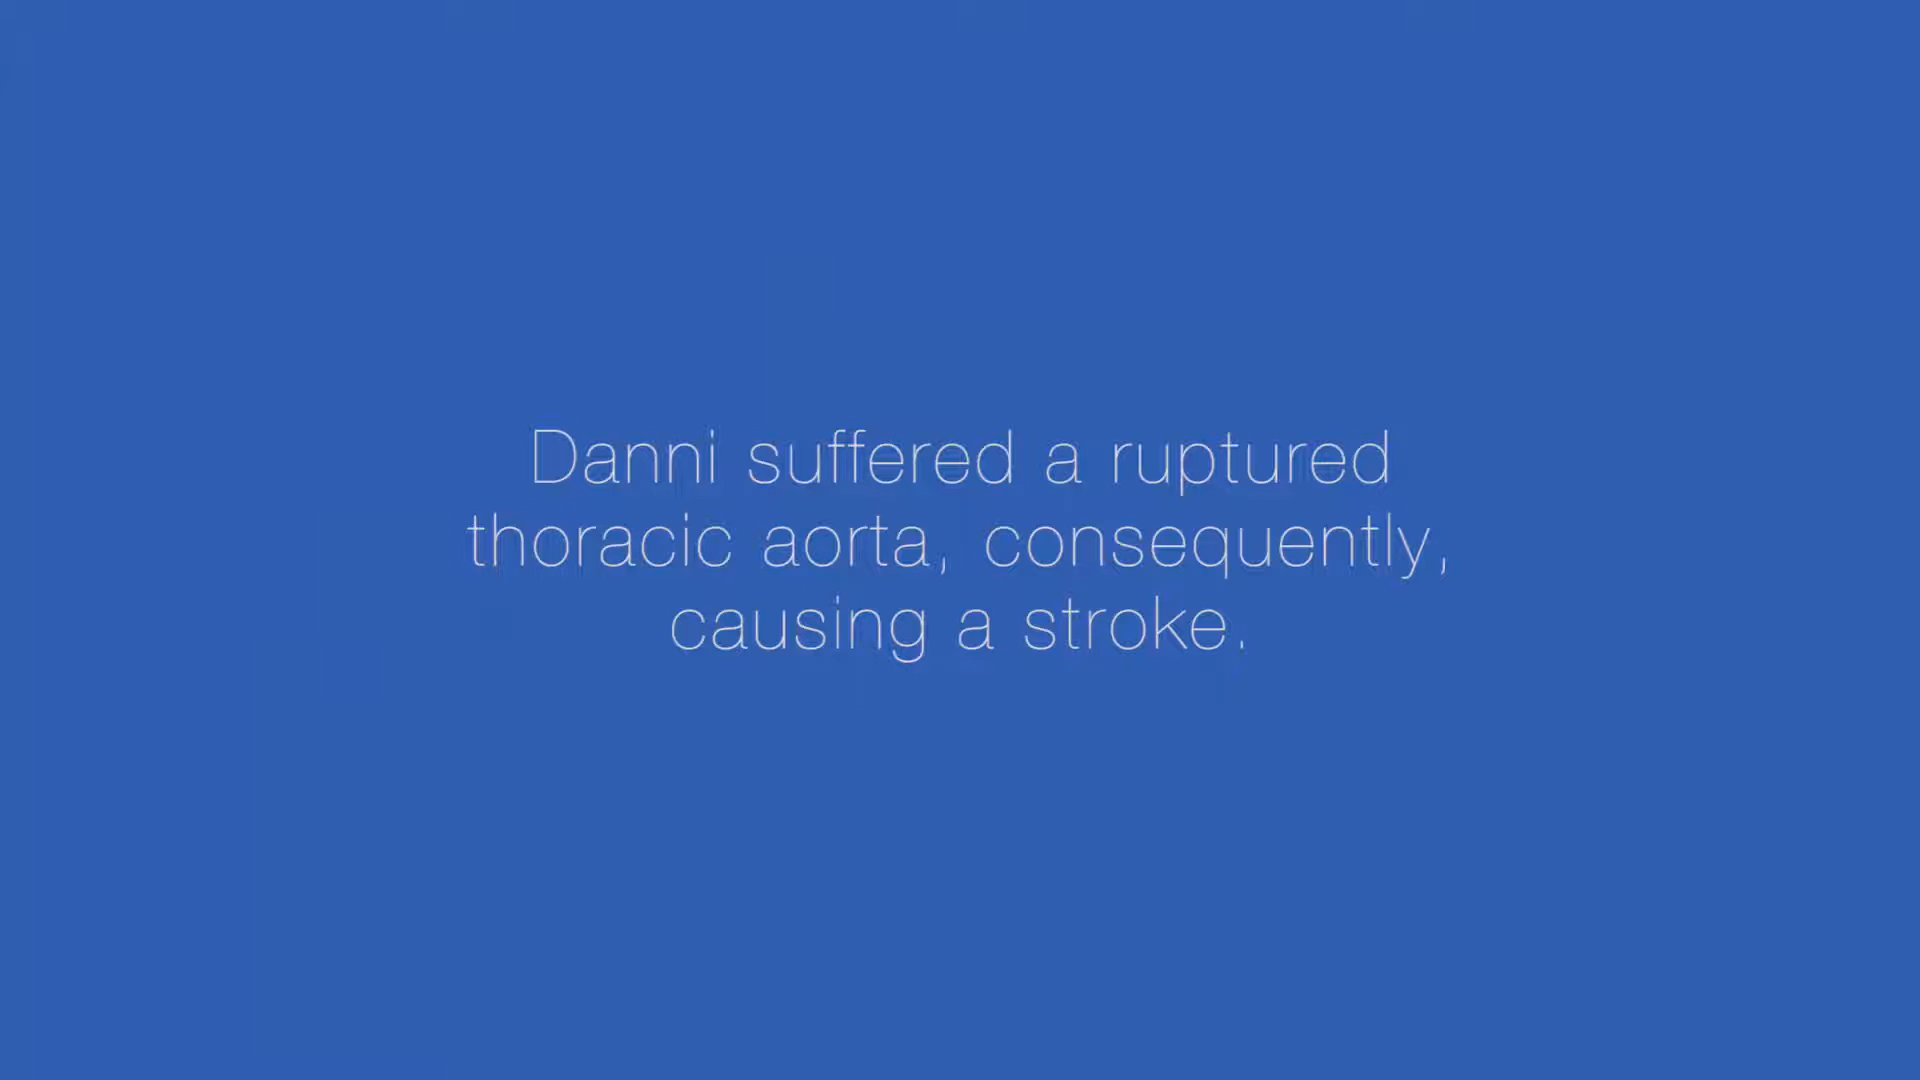 Danni suffered a ruptured
thoracic aorta, consequently,
causing a stroke.